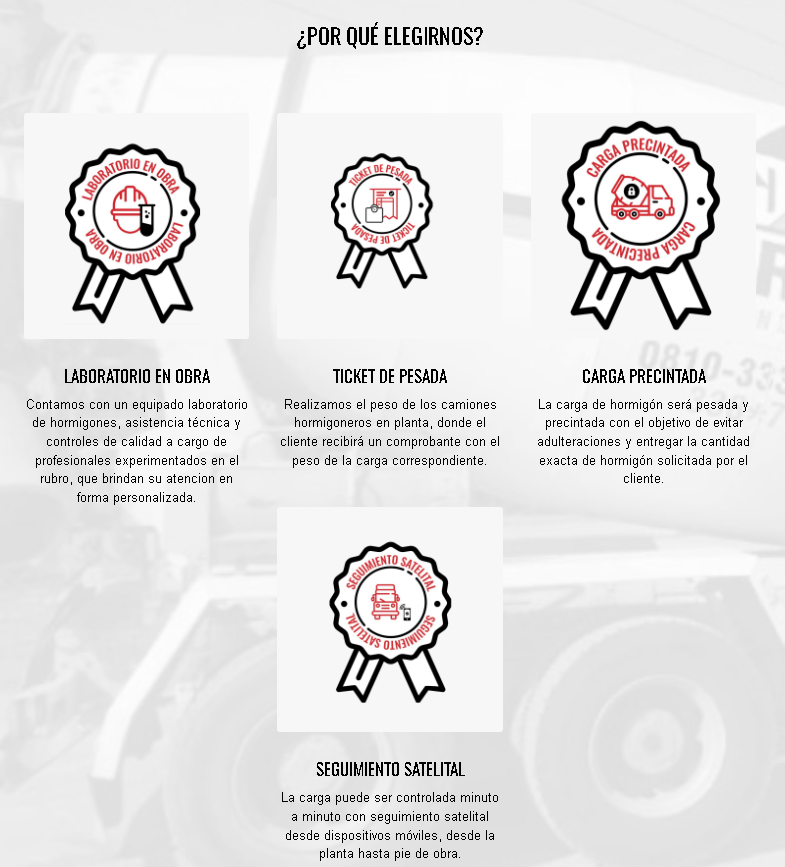 ¿POR QUÉ ELEGIRNOS?
LABORATORIO EN OBRA
LABORATORIO EN OBRA
TICKET DE PESADA
TICKET DE PESADA
CARGA PRECINTADA
CARGA PRECINTADA
0810-333
LABORATORIO EN OBRA
Contamos con un equipado laboratorio
de hormigones, asistencia técnica y
controles de calidad a cargo de
profesionales experimentados en el
rubro, que brindan su atencion en
forma personalizada.
TICKET DE PESADA
Realizamos el peso de los camiones
hormigoneros en planta, donde el
cliente recibirá un comprobante con el
peso de la carga correspondiente.
CARGA PRECINTADA
La carga de hormigón será pesada y
precintada con el objetivo de evitar
adulteraciones y entregar la cantidad
exacta de hormigón solicitada por el
cliente.
SEGUIMIENTO SATELITAL
SEGUIMIENTO SATELITAL
SEGUIMIENTO SATELITAL
La carga puede ser controlada minuto
a minuto con seguimiento satelital
desde dispositivos móviles, desde la
planta hasta pie de obra.